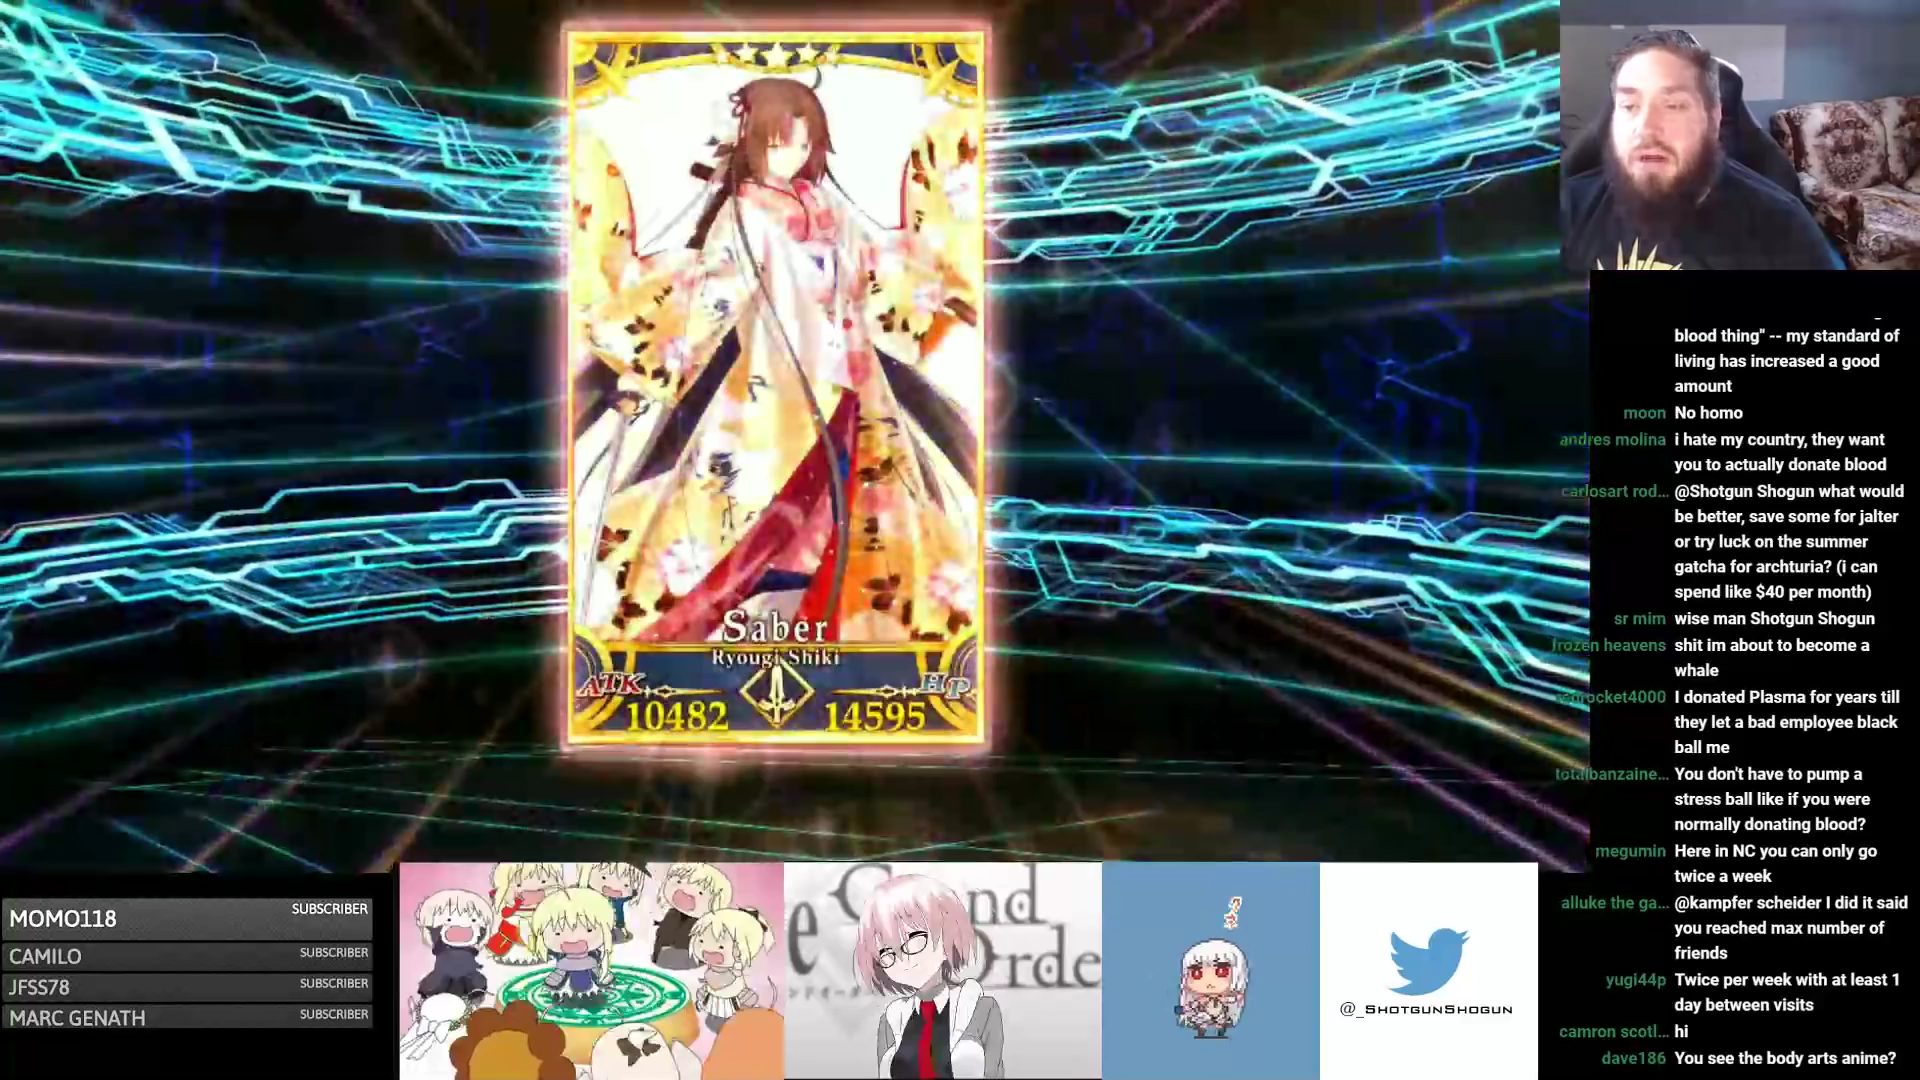 Saber
Ryougi Shiki
ATK
HP
10482
14595
blood thing" -- my standard of
living has increased a good
amount
moon No homo
andres molina i hate my country, they want
you to actually donate blood
carlosart rod... @Shotgun Shogun what would
be better, save some for jalter
or try luck on the summer
gatcha for archturia? (i can
spend like $40 per month)
sr mim wise man Shotgun Shogun
frozen heavens shit im about to become a
whale
redrocket4000 I donated Plasma for years till
they let a bad employee black
ball me
totalbanzaine... You don't have to pump a
stress ball like if you were
normally donating blood?
megumin Here in NC you can only go
twice a week
alluke the ga... @kampfer scheider I did it said
you reached max number of
friends
yugi44p Twice per week with at least 1
day between visits
camron scotl... hi
dave186 You see the body arts anime?
MOMO118 SUBSCRIBER
CAMILO SUBSCRIBER
JFSS78 SUBSCRIBER
MARC GENATH SUBSCRIBER
e Grand
Order
@_ShotgunShogun